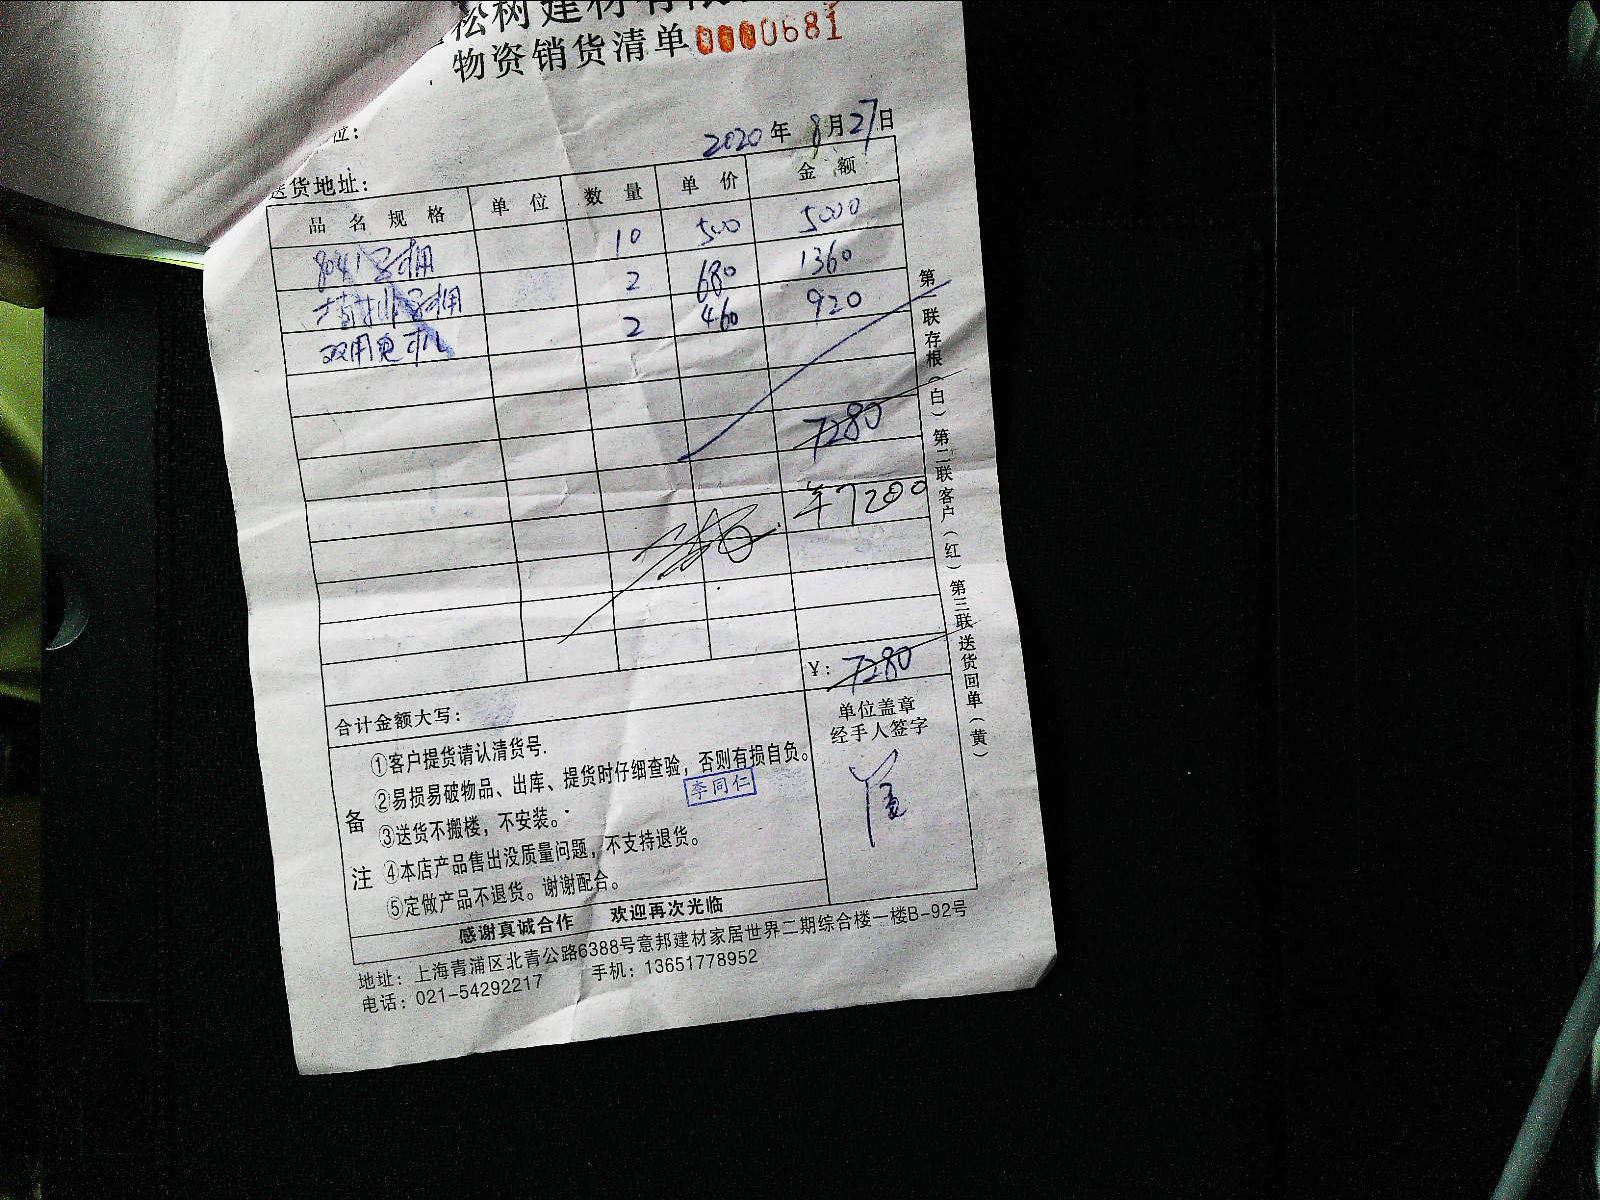 松树建材有限
物资销货清单 0000681
位:
2020年 8月27日
送货地址:
品 名 规 格 单 位 数 量 单 价 金 额
10 500 5000
2 680 1360
双用电机 2 460 920
7280
7200
¥: 7280
合计金额大写:
单位盖章
经手人签字
备注
①客户提货请认清货号.
②易损易破物品、出库、提货时仔细查验，否则有损自负。
李同仁
③送货不搬楼，不安装。
④本店产品售出没质量问题，不支持退货。
⑤定做产品不退货。谢谢配合。
感谢真诚合作 欢迎再次光临
地址: 上海青浦区北青公路6388号意邦建材家居世界二期综合楼一楼B-92号
电话: 021-54292217 手机: 13651778952
第一联存根(白) 第二联客户(红) 第三联送货回单(黄)